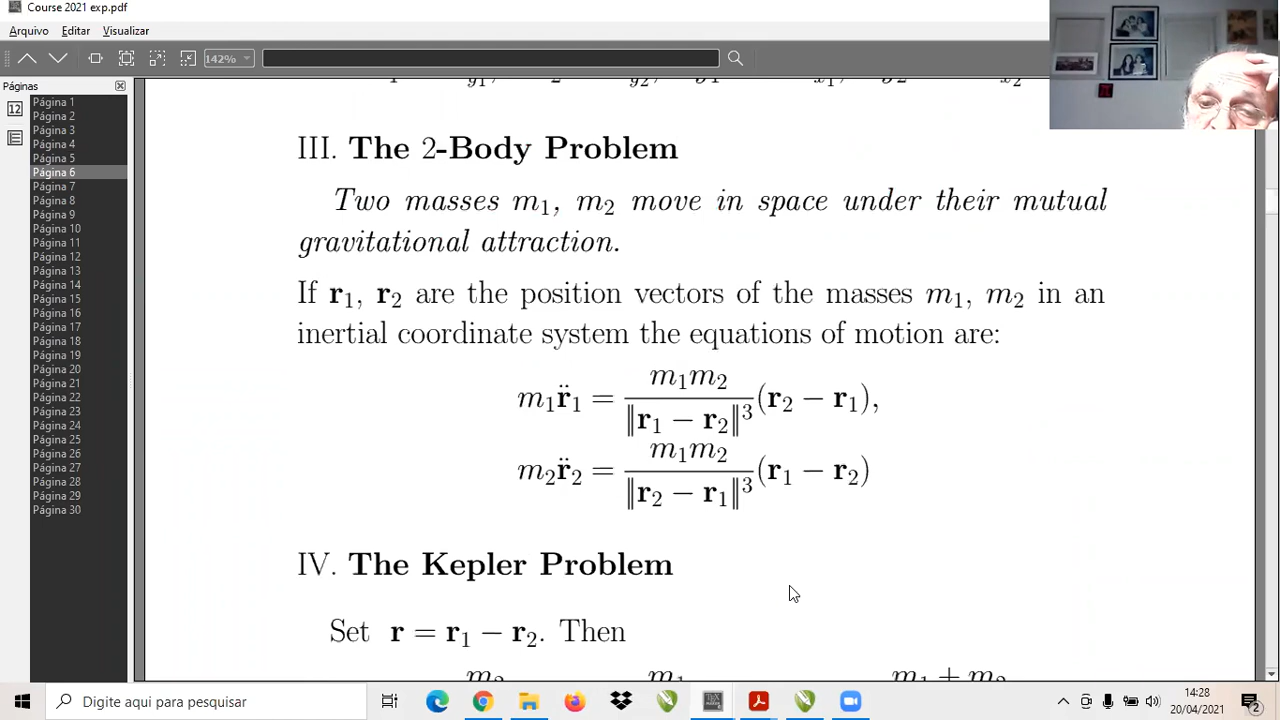 Course 2021 exp.pdf
Arquivo Editar Visualizar
142%
Páginas
Página 1
Página 2
Página 3
Página 4
Página 5
Página 6
Página 7
Página 8
Página 9
Página 10
Página 11
Página 12
Página 13
Página 14
Página 15
Página 16
Página 17
Página 18
Página 19
Página 20
Página 21
Página 22
Página 23
Página 24
Página 25
Página 26
Página 27
Página 28
Página 29
Página 30
12
III. The 2-Body Problem
Two masses m₁, m₂ move in space under their mutual
gravitational attraction.
If r₁, r₂ are the position vectors of the masses m₁, m₂ in an
inertial coordinate system the equations of motion are:
m₁r̈₁ = m₁m₂ / ‖r₁ − r₂‖³ (r₂ − r₁),
m₂r̈₂ = m₁m₂ / ‖r₂ − r₁‖³ (r₁ − r₂)
IV. The Kepler Problem
Set r = r₁ − r₂. Then
Digite aqui para pesquisar
14:28
20/04/2021
2